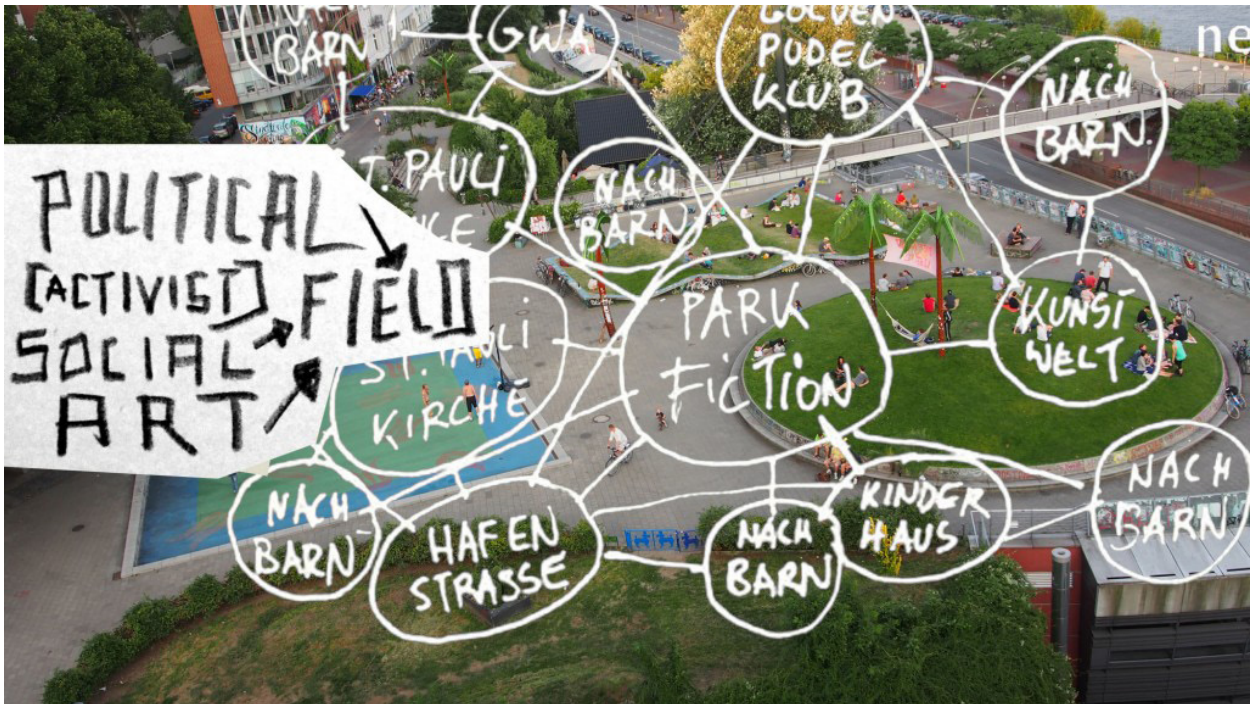 BARN
GWA
GOLDEN
PUDEL
KLUB
NACH
BARN.
ne
POLITICAL
[ACTIVIST]
SOCIAL
ART
FIELD
T. PAULI
NACH
BARN
PARK
FICTION
KUNST
WELT
ST. PAULI
KIRCHE
NACH
BARN
HAFEN
STRASSE
NACH
BARN
KINDER
HAUS
NACH
BARN